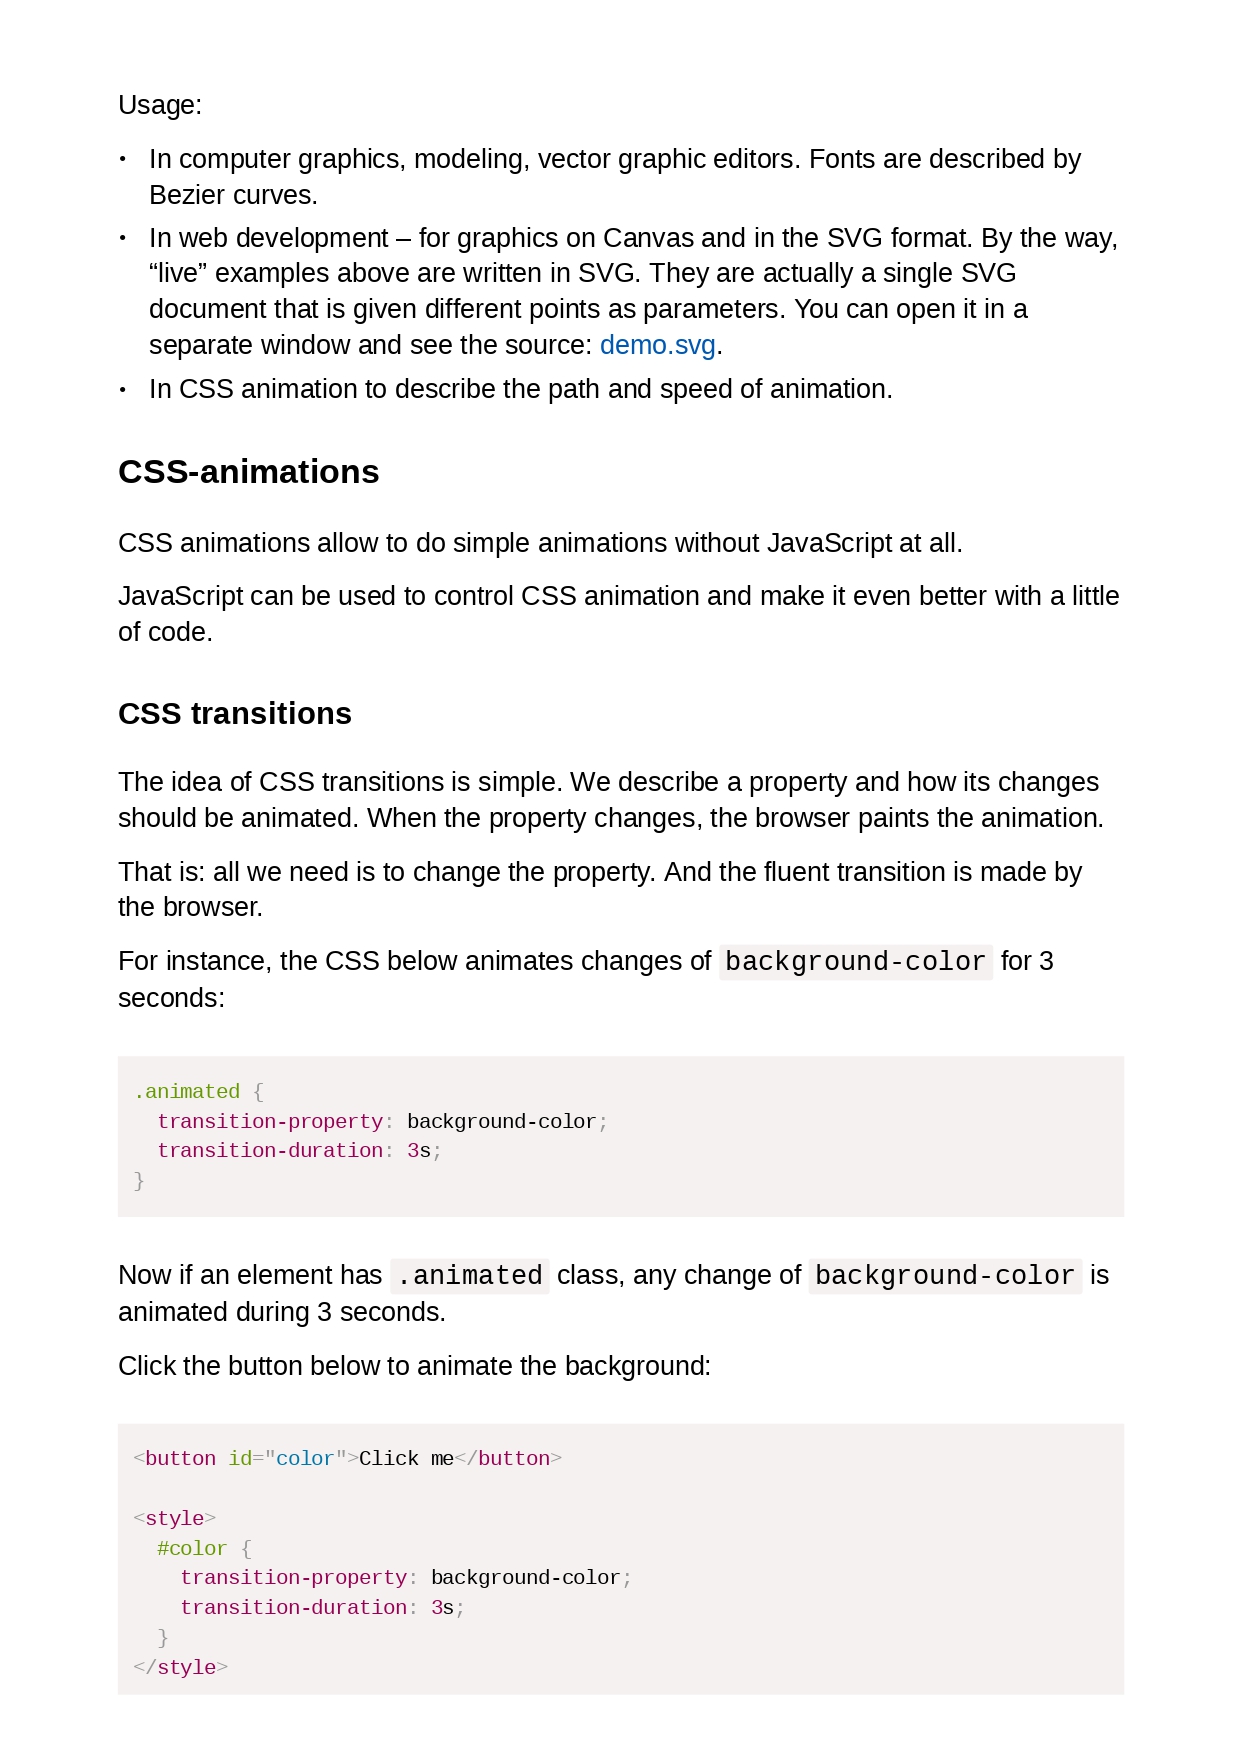 Usage:
• In computer graphics, modeling, vector graphic editors. Fonts are described by
Bezier curves.
• In web development – for graphics on Canvas and in the SVG format. By the way,
“live” examples above are written in SVG. They are actually a single SVG
document that is given different points as parameters. You can open it in a
separate window and see the source: demo.svg.
• In CSS animation to describe the path and speed of animation.
CSS-animations
CSS animations allow to do simple animations without JavaScript at all.
JavaScript can be used to control CSS animation and make it even better with a little
of code.
CSS transitions
The idea of CSS transitions is simple. We describe a property and how its changes
should be animated. When the property changes, the browser paints the animation.
That is: all we need is to change the property. And the fluent transition is made by
the browser.
For instance, the CSS below animates changes of background-color for 3
seconds:
.animated {
  transition-property: background-color;
  transition-duration: 3s;
}
Now if an element has .animated class, any change of background-color is
animated during 3 seconds.
Click the button below to animate the background:
<button id="color">Click me</button>
<style>
  #color {
    transition-property: background-color;
    transition-duration: 3s;
  }
</style>